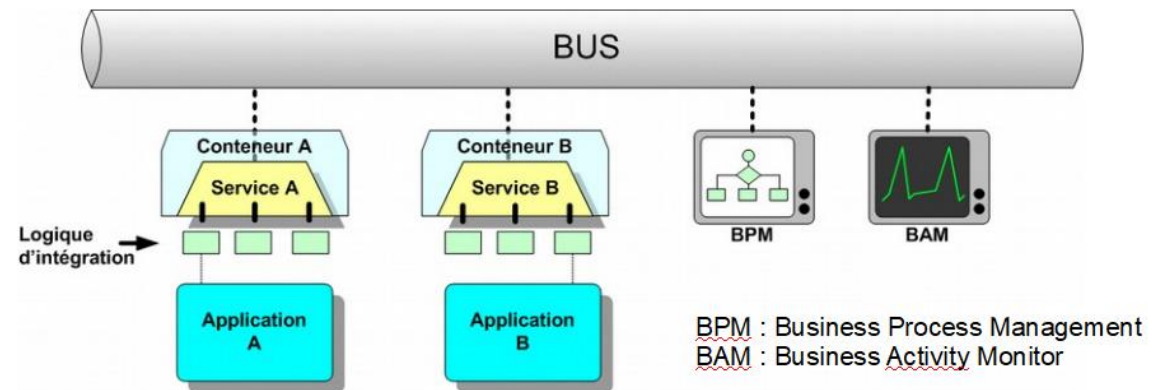 BUS
Conteneur A
Conteneur B
Service A
Service B
BPM
BAM
Logique
d'intégration
Application
A
Application
B
BPM : Business Process Management
BAM : Business Activity Monitor